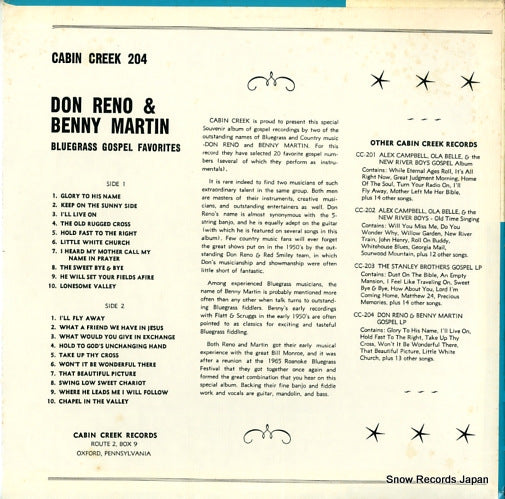 CABIN CREEK 204
DON RENO &
BENNY MARTIN
BLUEGRASS GOSPEL FAVORITES
SIDE 1
1. GLORY TO HIS NAME
2. KEEP ON THE SUNNY SIDE
3. I'LL LIVE ON
4. THE OLD RUGGED CROSS
5. HOLD FAST TO THE RIGHT
6. LITTLE WHITE CHURCH
7. I HEARD MY MOTHER CALL MY
NAME IN PRAYER
8. THE SWEET BYE & BYE
9. HE WILL SET YOUR FIELDS AFIRE
10. LONESOME VALLEY
SIDE 2
1. I'LL FLY AWAY
2. WHAT A FRIEND WE HAVE IN JESUS
3. WHAT WOULD YOU GIVE IN EXCHANGE
4. HOLD TO GOD'S UNCHANGING HAND
5. TAKE UP THY CROSS
6. WON'T IT BE WONDERFUL THERE
7. THAT BEAUTIFUL PICTURE
8. SWING LOW SWEET CHARIOT
9. WHERE HE LEADS ME I WILL FOLLOW
10. CHAPEL IN THE VALLEY
CABIN CREEK RECORDS
ROUTE 2, BOX 9
OXFORD, PENNSYLVANIA
CABIN CREEK is proud to present this special
Souvenir album of gospel recordings by two of the
outstanding names of Bluegrass and Country music
-DON RENO and BENNY MARTIN. For this
record they have selected 20 favorite gospel num-
bers (several of which they perform as instru-
mentals).
It is rare indeed to find two musicians of such
extraordinary talent in the same group. Both men
are masters of their instruments, creative musi-
cians, and outstanding entertainers as well. Don
Reno's name is almost synonymous with the 5-
string banjo, and he is equally adept on the guitar
(with which he is featured on several songs in this
album). Few country music fans will ever forget
the great shows put on in the 1950's by the out-
standing Don Reno & Red Smiley team, in which
Don's musicianship and showmanship were often
little short of fantastic.
Among experienced Bluegrass musicians, the
name of Benny Martin is probably mentioned more
often than any other when talk turns to outstand-
ing Bluegrass fiddlers. Benny's early recordings
with Flatt & Scruggs in the early 1950's are often
pointed to as classics for exciting and tasteful
Bluegrass fiddling.
Both Reno and Martin got their early musical
experience with the great Bill Monroe, and it was
after a reunion at the 1965 Roanoke Bluegrass
Festival that they got together once again and
formed the great combination that you hear on this
special album. Backing their fine banjo and fiddle
work and vocals are guitar, mandolin, and bass.
OTHER CABIN CREEK RECORDS
CC-201 ALEX CAMPBELL, OLA BELLE, & the
NEW RIVER BOYS GOSPEL Album
Contains: While Eternal Ages Roll, It's All
Right Now, Great Judgment Morning, Home
Of The Soul, Turn Your Radio On, I'll
Fly Away, Mother Left Me Her Bible,
plus 14 other songs.
CC-202 ALEX CAMPBELL, OLA BELLE, & the
NEW RIVER BOYS - Old Time Singing
Contains: Will You Miss Me, Do You
Wonder Why, Willow Garden, New River
Train, John Henry, Roll On Buddy,
Whitehouse Blues, Georgia Mall,
Sourwood Mountain, plus 12 other songs.
CC-203 THE STANLEY BROTHERS GOSPEL LP
Contains: Dust On The Bible, An Empty
Mansion, I Feel Like Traveling On, Sweet
Bye & Bye, How About You, Lord I'm
Coming Home, Matthew 24, Precious
Memories, plus 14 other songs.
CC-204 DON RENO & BENNY MARTIN
GOSPEL LP
Contains: Glory To His Name, I'll Live On,
Hold Fast To The Right, Take Up Thy
Cross, Won't It Be Wonderful There,
That Beautiful Picture, Little White
Church, plus 13 other songs.
Snow Records Japan